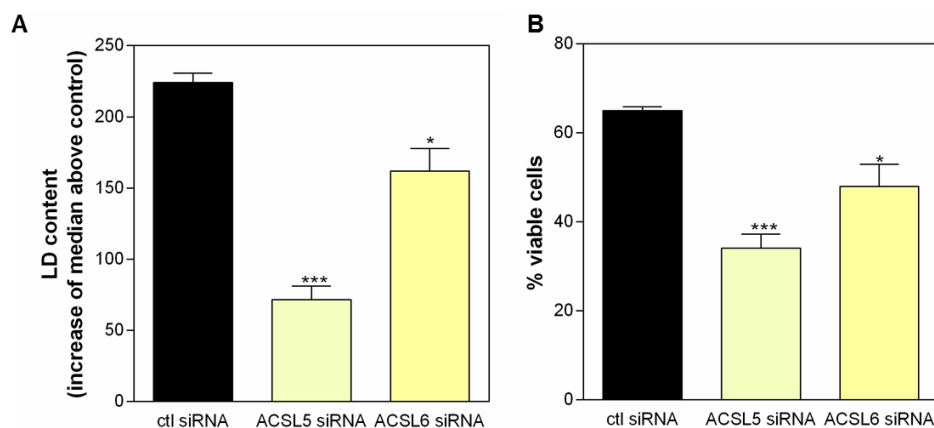 A
LD content
(increase of median above control)
250
200
150
100
50
0
***
*
ctl siRNA
ACSL5 siRNA
ACSL6 siRNA
B
% viable cells
80
60
40
20
0
***
*
ctl siRNA
ACSL5 siRNA
ACSL6 siRNA